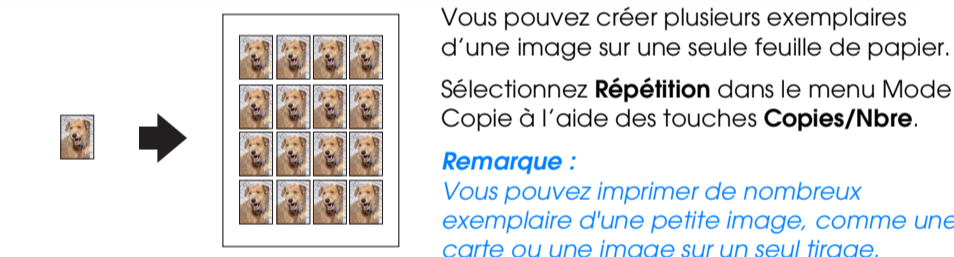 Vous pouvez créer plusieurs exemplaires
d'une image sur une seule feuille de papier.
Sélectionnez Répétition dans le menu Mode
Copie à l'aide des touches Copies/Nbre.
Remarque :
Vous pouvez imprimer de nombreux
exemplaire d'une petite image, comme une
carte ou une image sur un seul tirage.